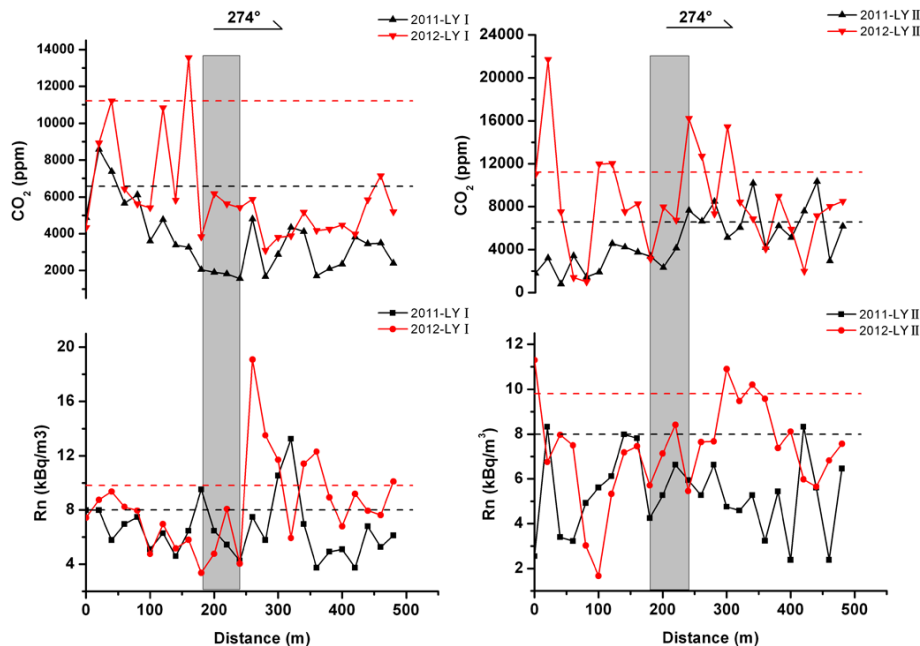 274°
2011-LY I
2012-LY I
14000
12000
10000
8000
6000
4000
2000
CO2 (ppm)
274°
2011-LY II
2012-LY II
24000
20000
16000
12000
8000
4000
0
CO2 (ppm)
2011-LY I
2012-LY I
20
16
12
8
4
Rn (kBq/m3)
0 100 200 300 400 500
Distance (m)
2011-LY II
2012-LY II
12
10
8
6
4
2
Rn (kBq/m³)
0 100 200 300 400 500
Distance (m)